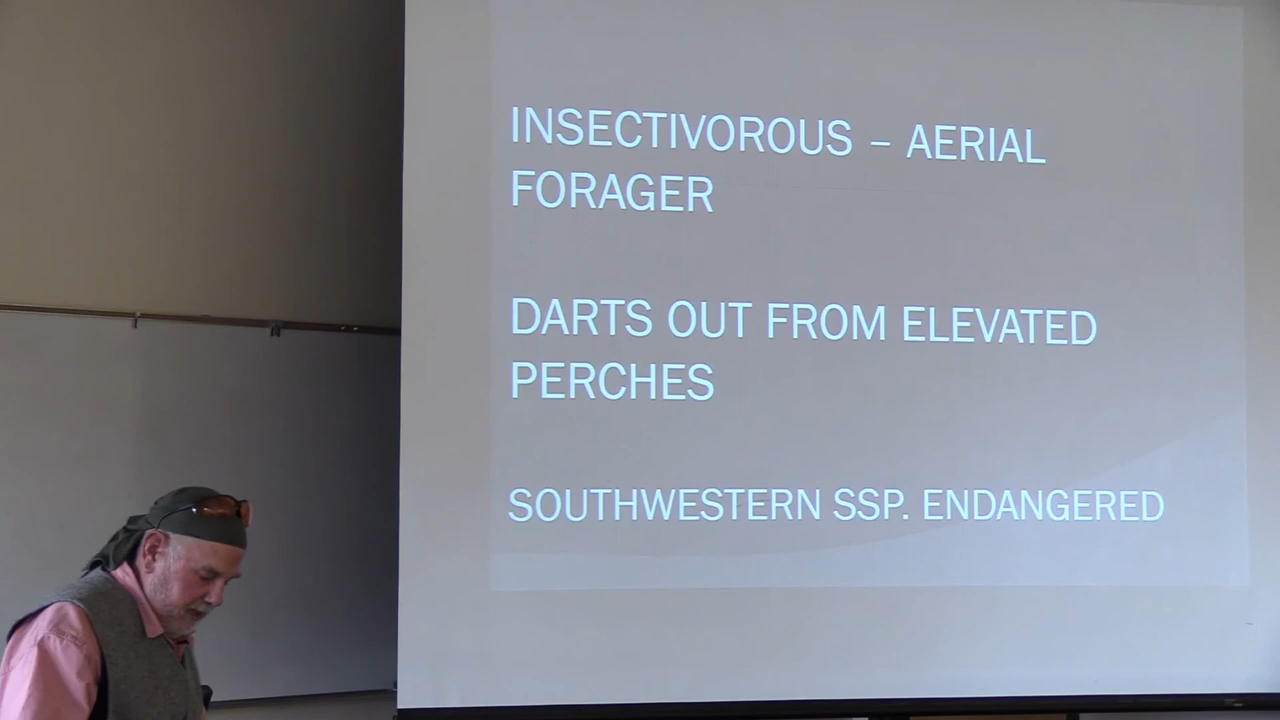 INSECTIVOROUS – AERIAL
FORAGER
DARTS OUT FROM ELEVATED
PERCHES
SOUTHWESTERN SSP. ENDANGERED